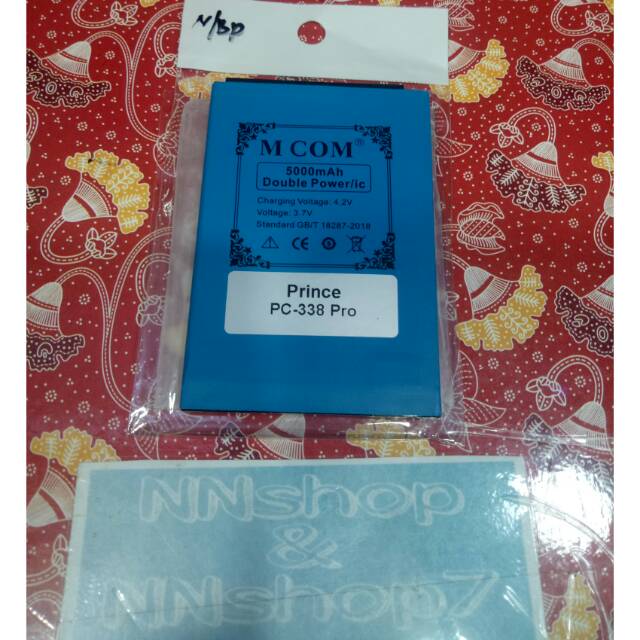 N/BP
M COM®
5000mAh
Double Power/ic
Charging Voltage: 4.2V
Voltage: 3.7V
Standard GB/T 18287-2018
CE
Prince
PC-338 Pro
NNshop
&
NNshop7